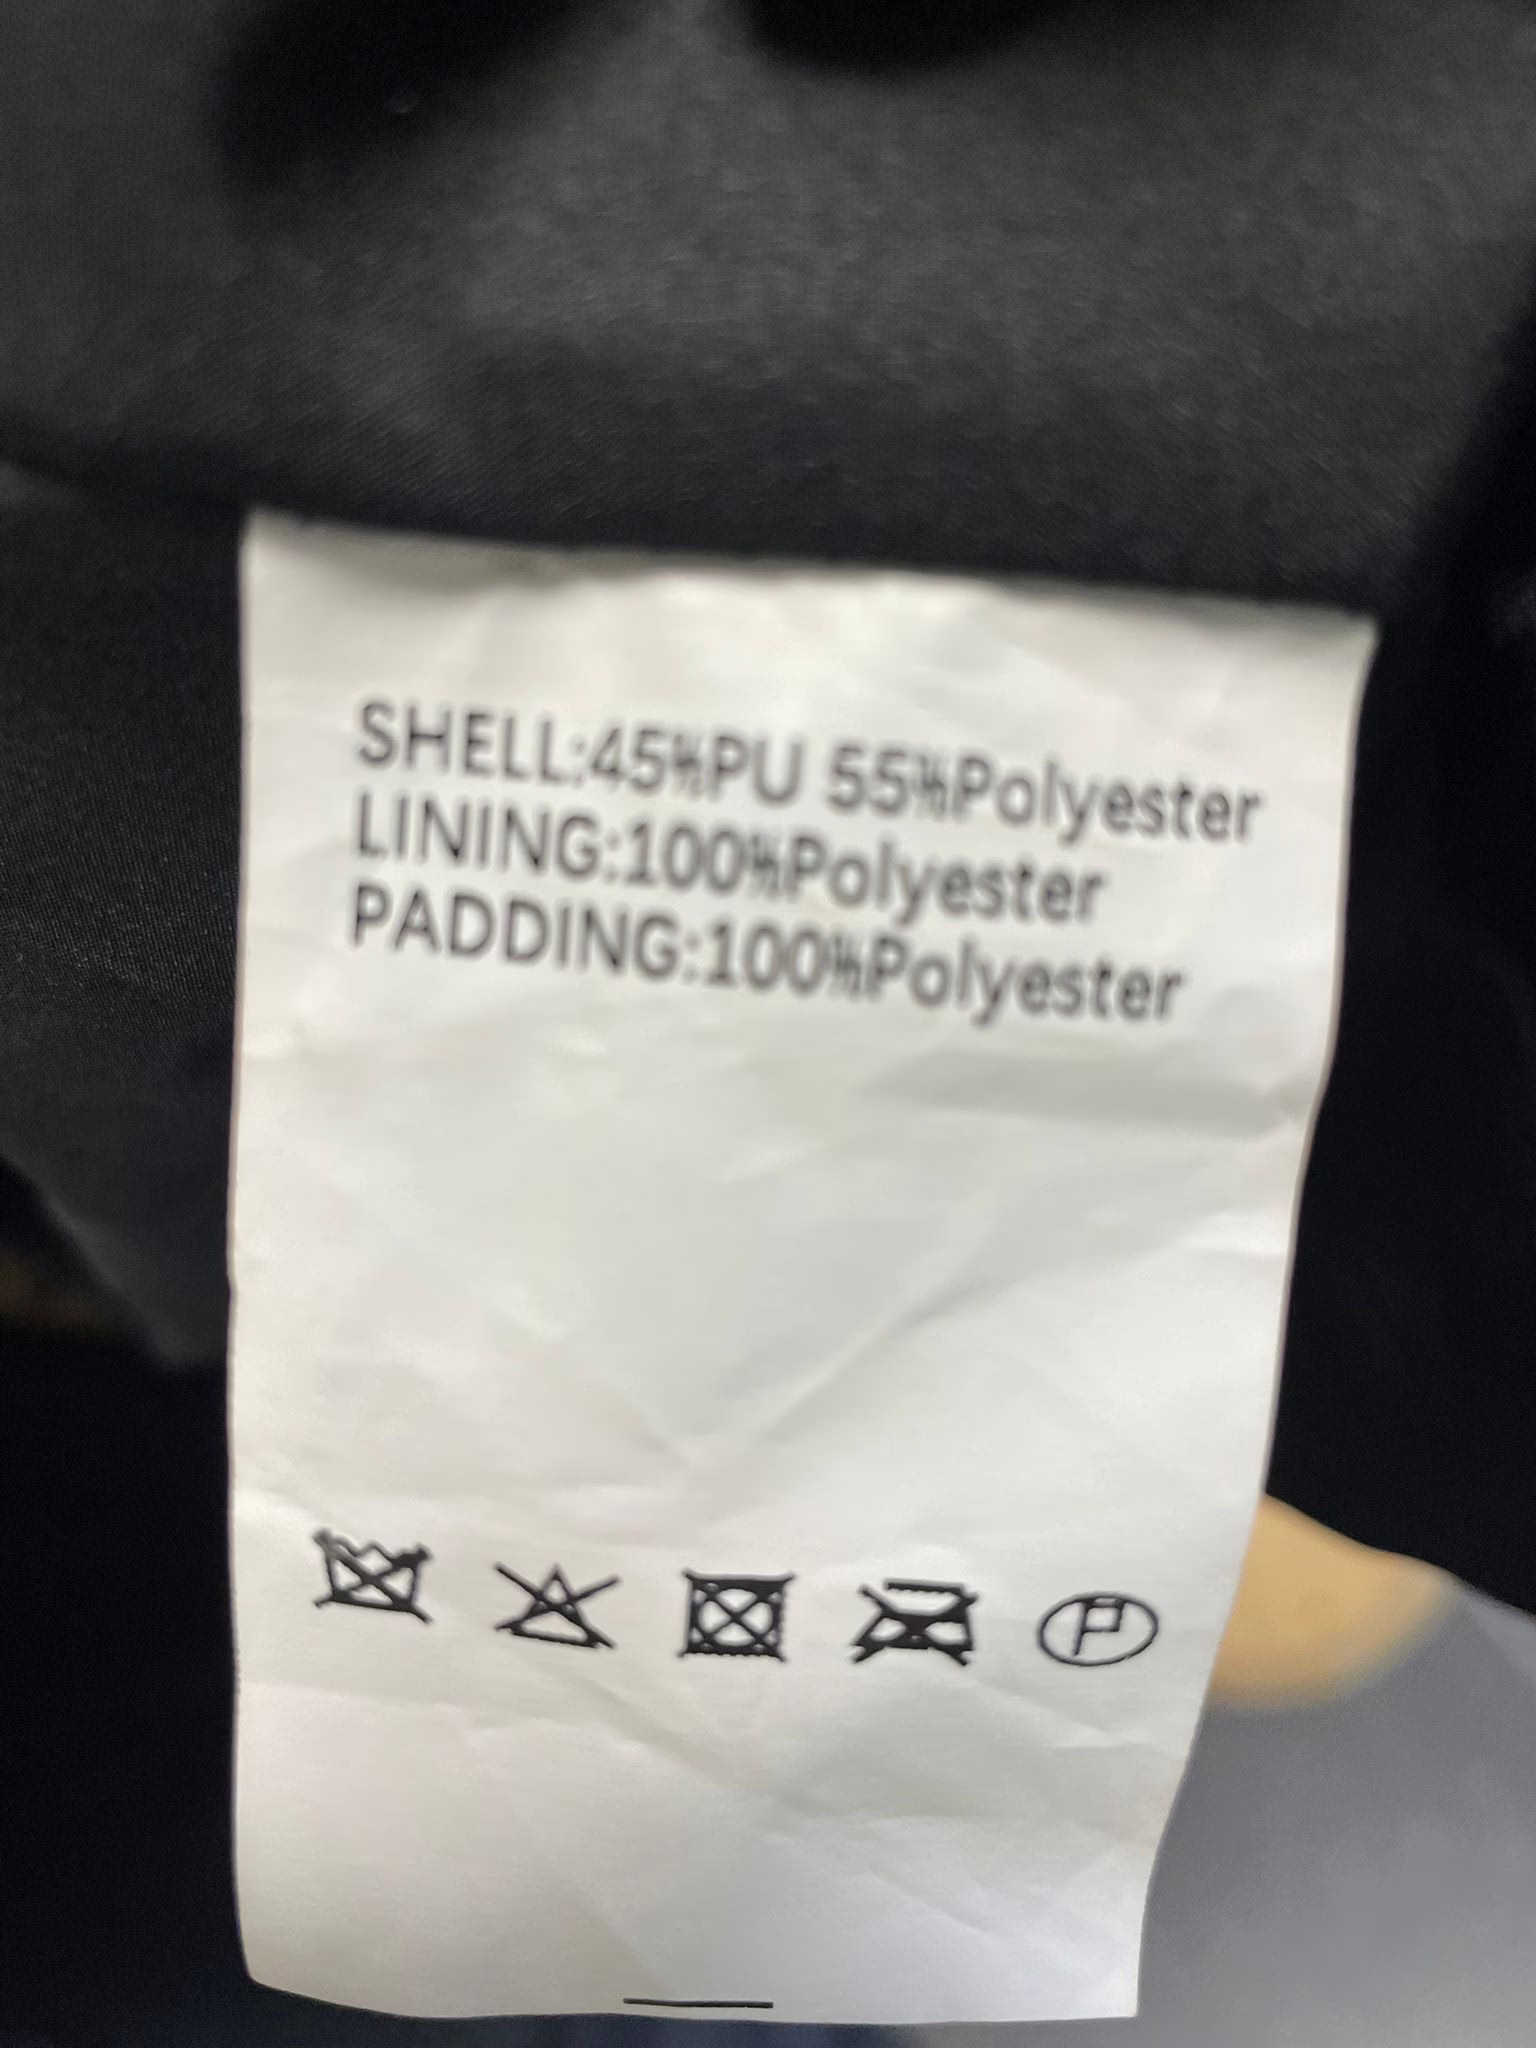 SHELL:45%PU 55%Polyester
LINING:100%Polyester
PADDING:100%Polyester
P